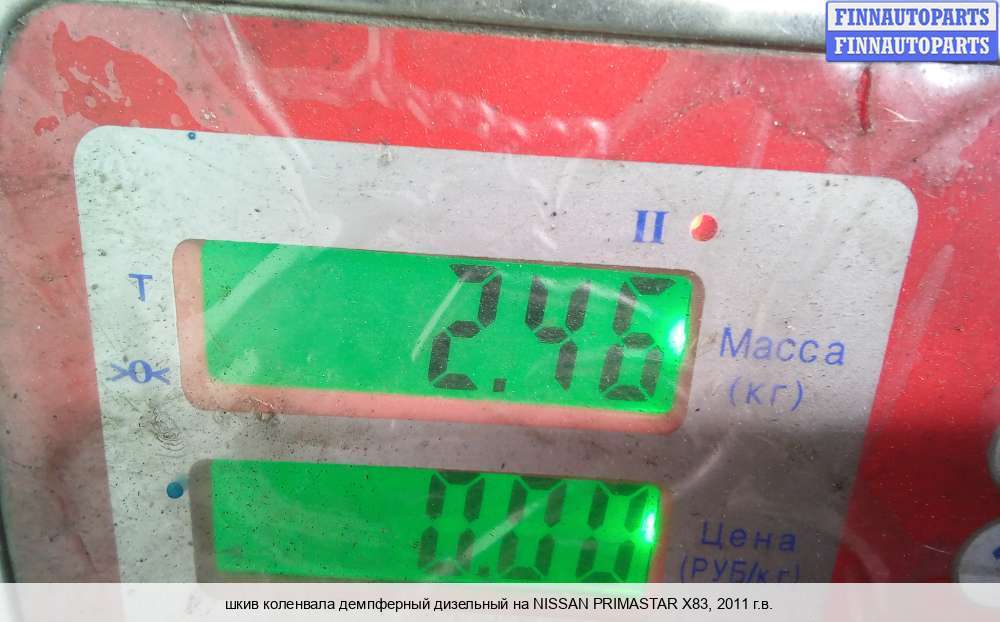 FINNAUTOPARTS
FINNAUTOPARTS
II
T
2.46
Масса
>0<
(кг)
0.00
Цена
(РУБ/кг)
шкив коленвала демпферный дизельный на NISSAN PRIMASTAR X83, 2011 г.в.